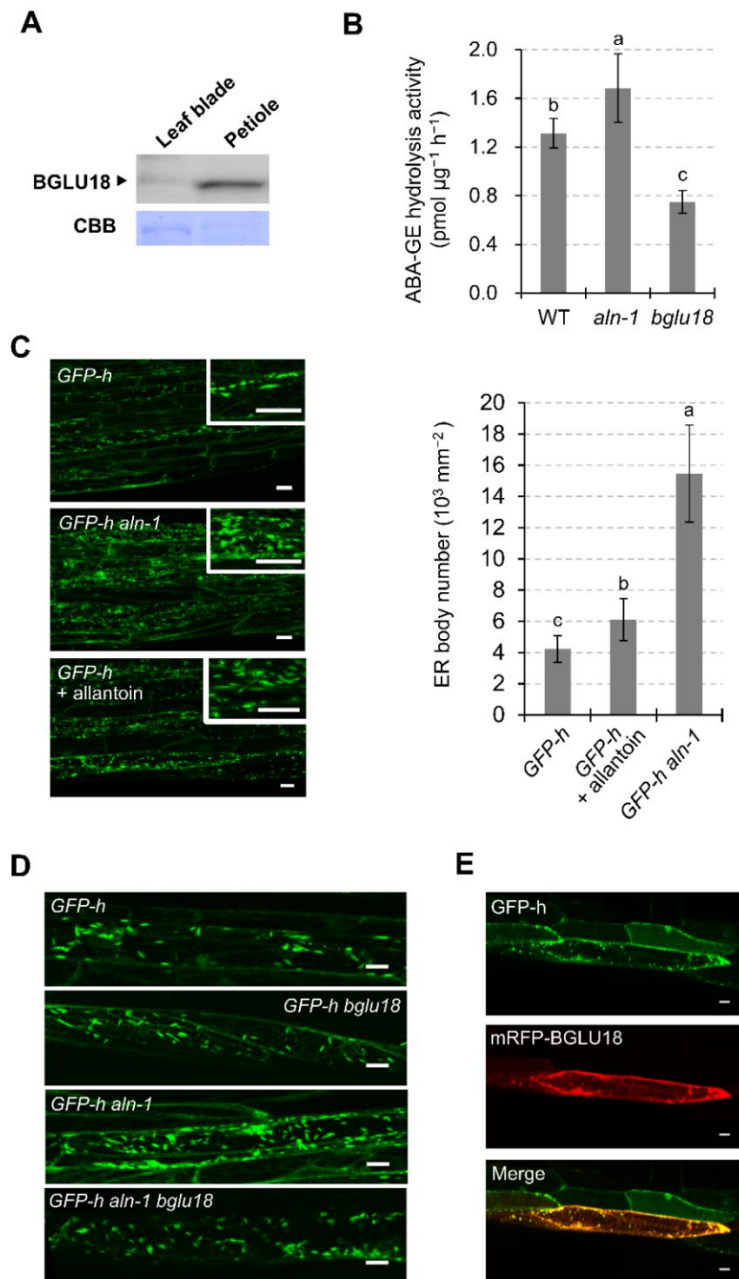 A
Leaf blade
Petiole
BGLU18
CBB
B
ABA-GE hydrolysis activity
(pmol µg⁻¹ h⁻¹)
2.0
1.6
1.2
0.8
0.4
0.0
b
a
c
WT
aln-1
bglu18
C
GFP-h
GFP-h aln-1
GFP-h
+ allantoin
ER body number (10³ mm⁻²)
20
18
16
14
12
10
8
6
4
2
0
c
b
a
GFP-h
GFP-h
+ allantoin
GFP-h aln-1
D
GFP-h
GFP-h bglu18
GFP-h aln-1
GFP-h aln-1 bglu18
E
GFP-h
mRFP-BGLU18
Merge